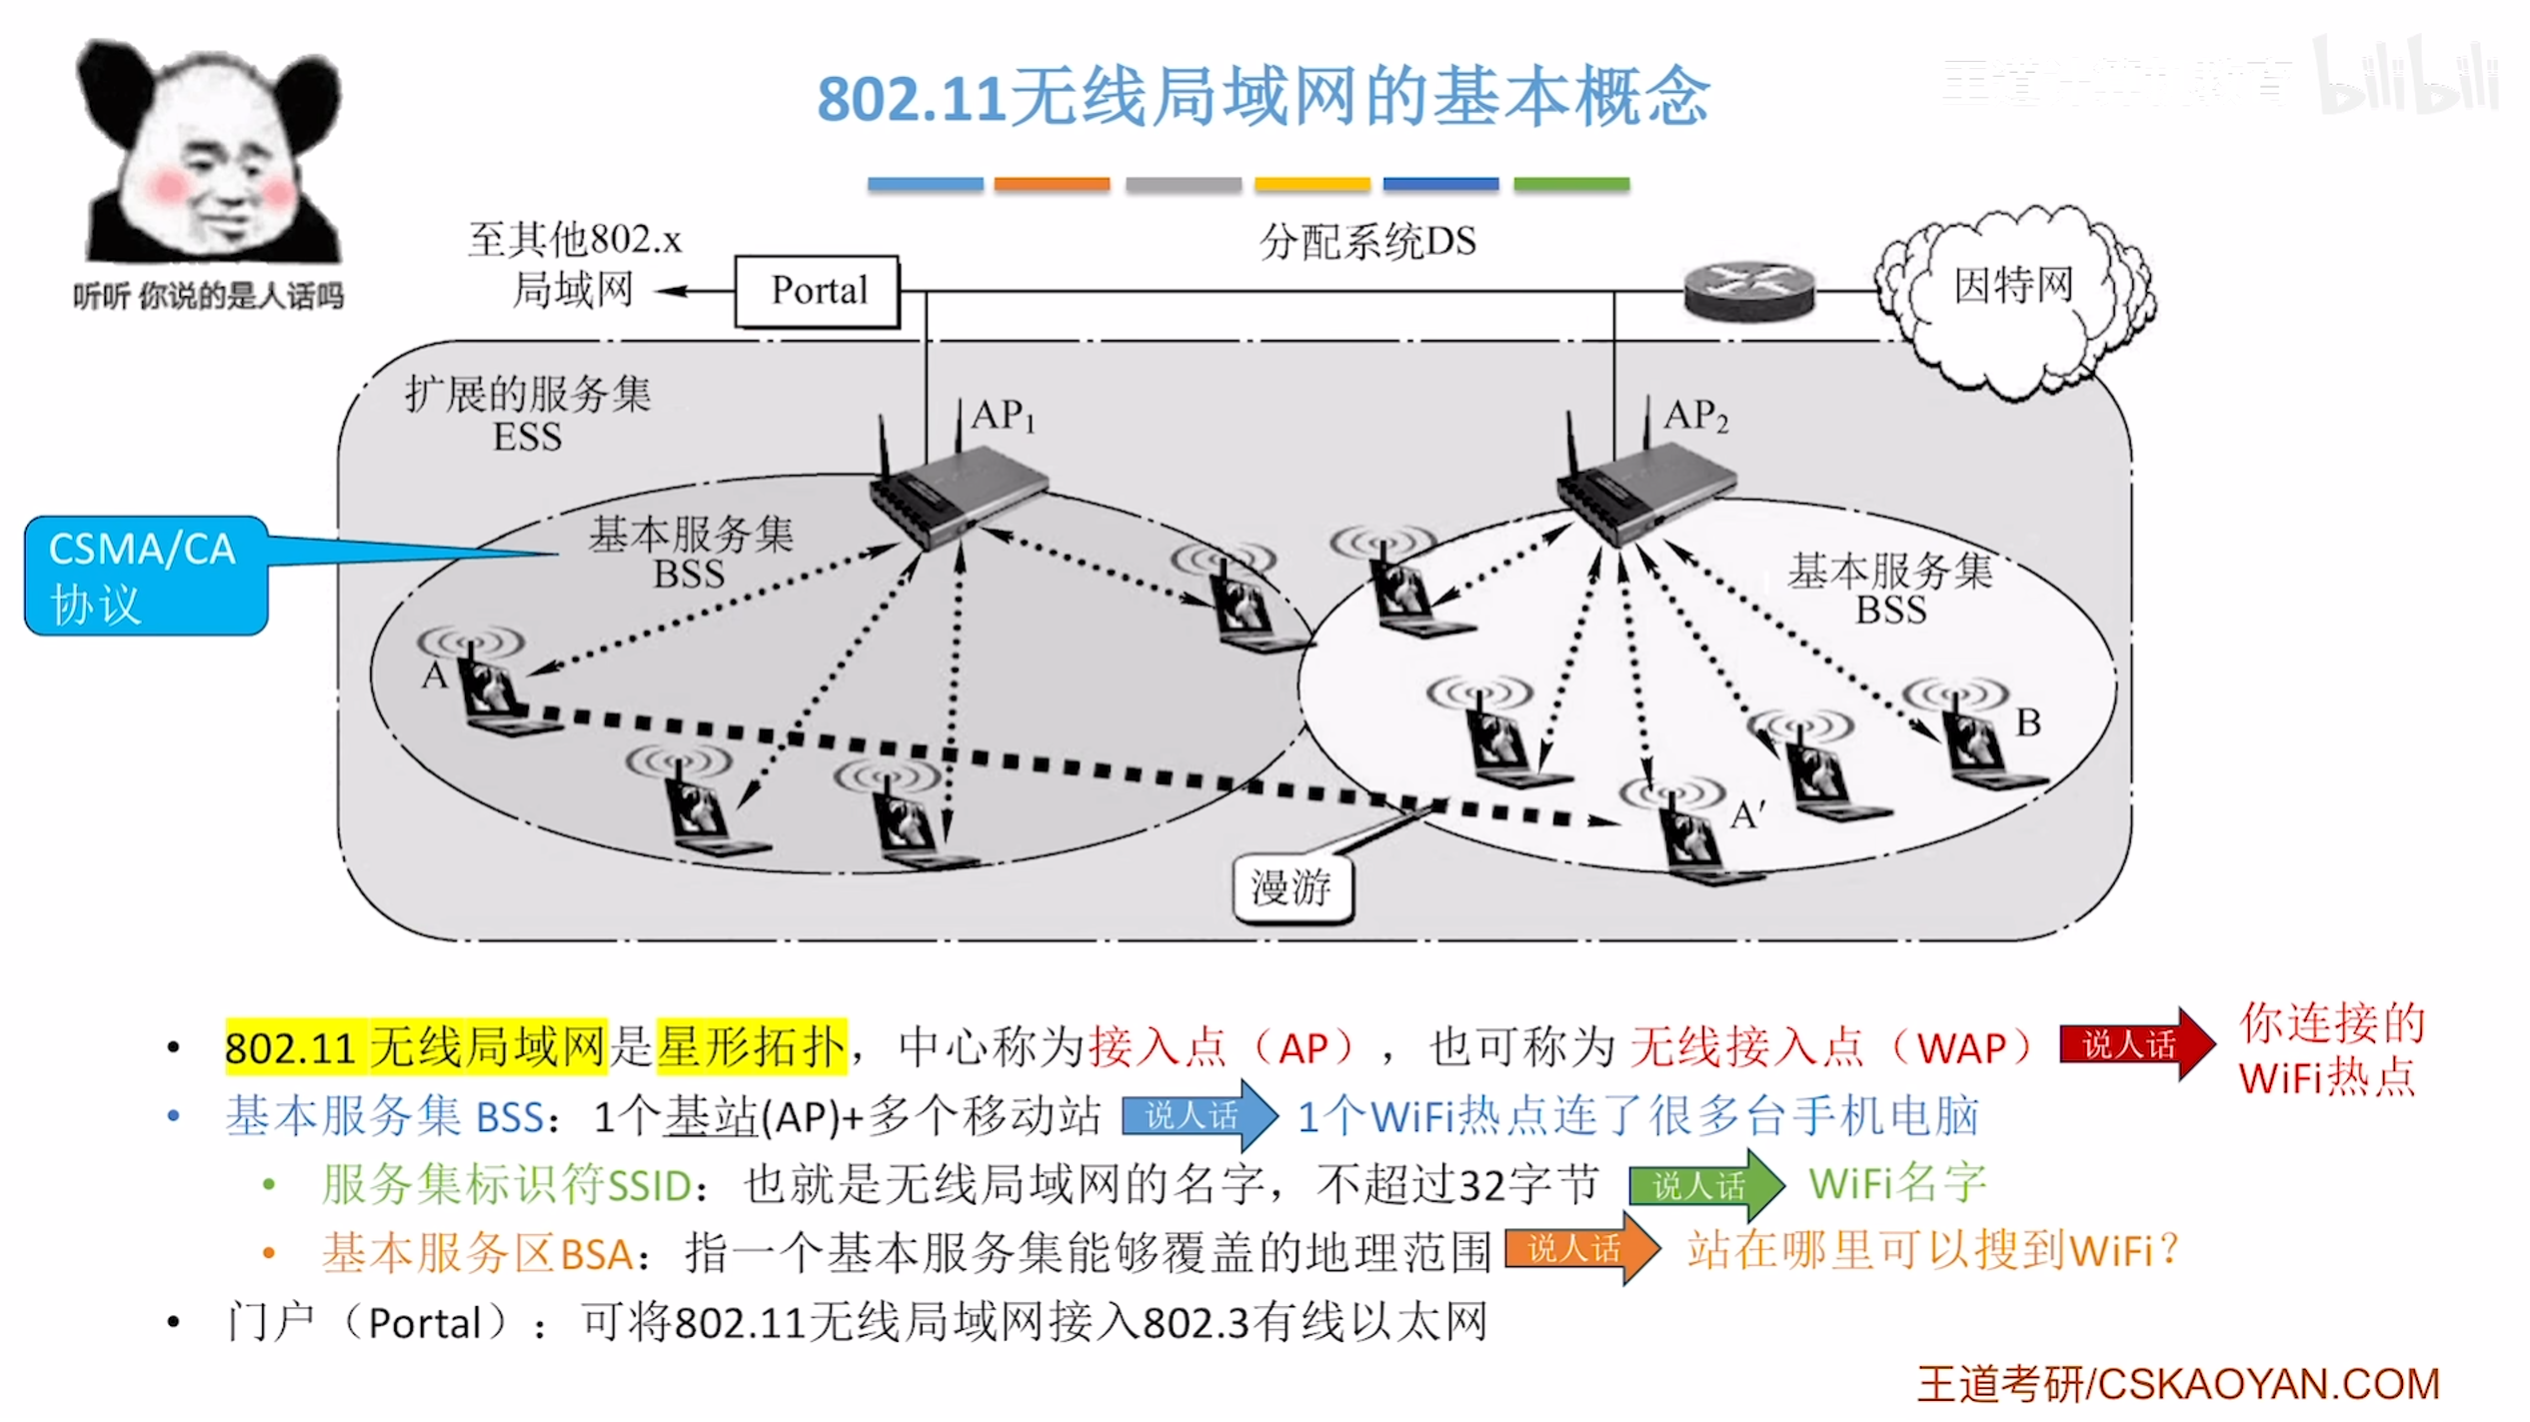 802.11无线局域网的基本概念
王道计算机教育 bilibili
听听 你说的是人话吗
至其他802.x
局域网
Portal
分配系统DS
因特网
扩展的服务集
ESS
AP1
AP2
CSMA/CA
协议
基本服务集
BSS
基本服务集
BSS
A
B
A′
漫游
• 802.11 无线局域网是星形拓扑，中心称为接入点（AP），也可称为 无线接入点（WAP） 说人话 你连接的
WiFi热点
• 基本服务集 BSS：1个基站(AP)+多个移动站 说人话 1个WiFi热点连了很多台手机电脑
• 服务集标识符SSID：也就是无线局域网的名字，不超过32字节 说人话 WiFi名字
• 基本服务区BSA：指一个基本服务集能够覆盖的地理范围 说人话 站在哪里可以搜到WiFi？
• 门户（Portal）：可将802.11无线局域网接入802.3有线以太网
王道考研/CSKAOYAN.COM